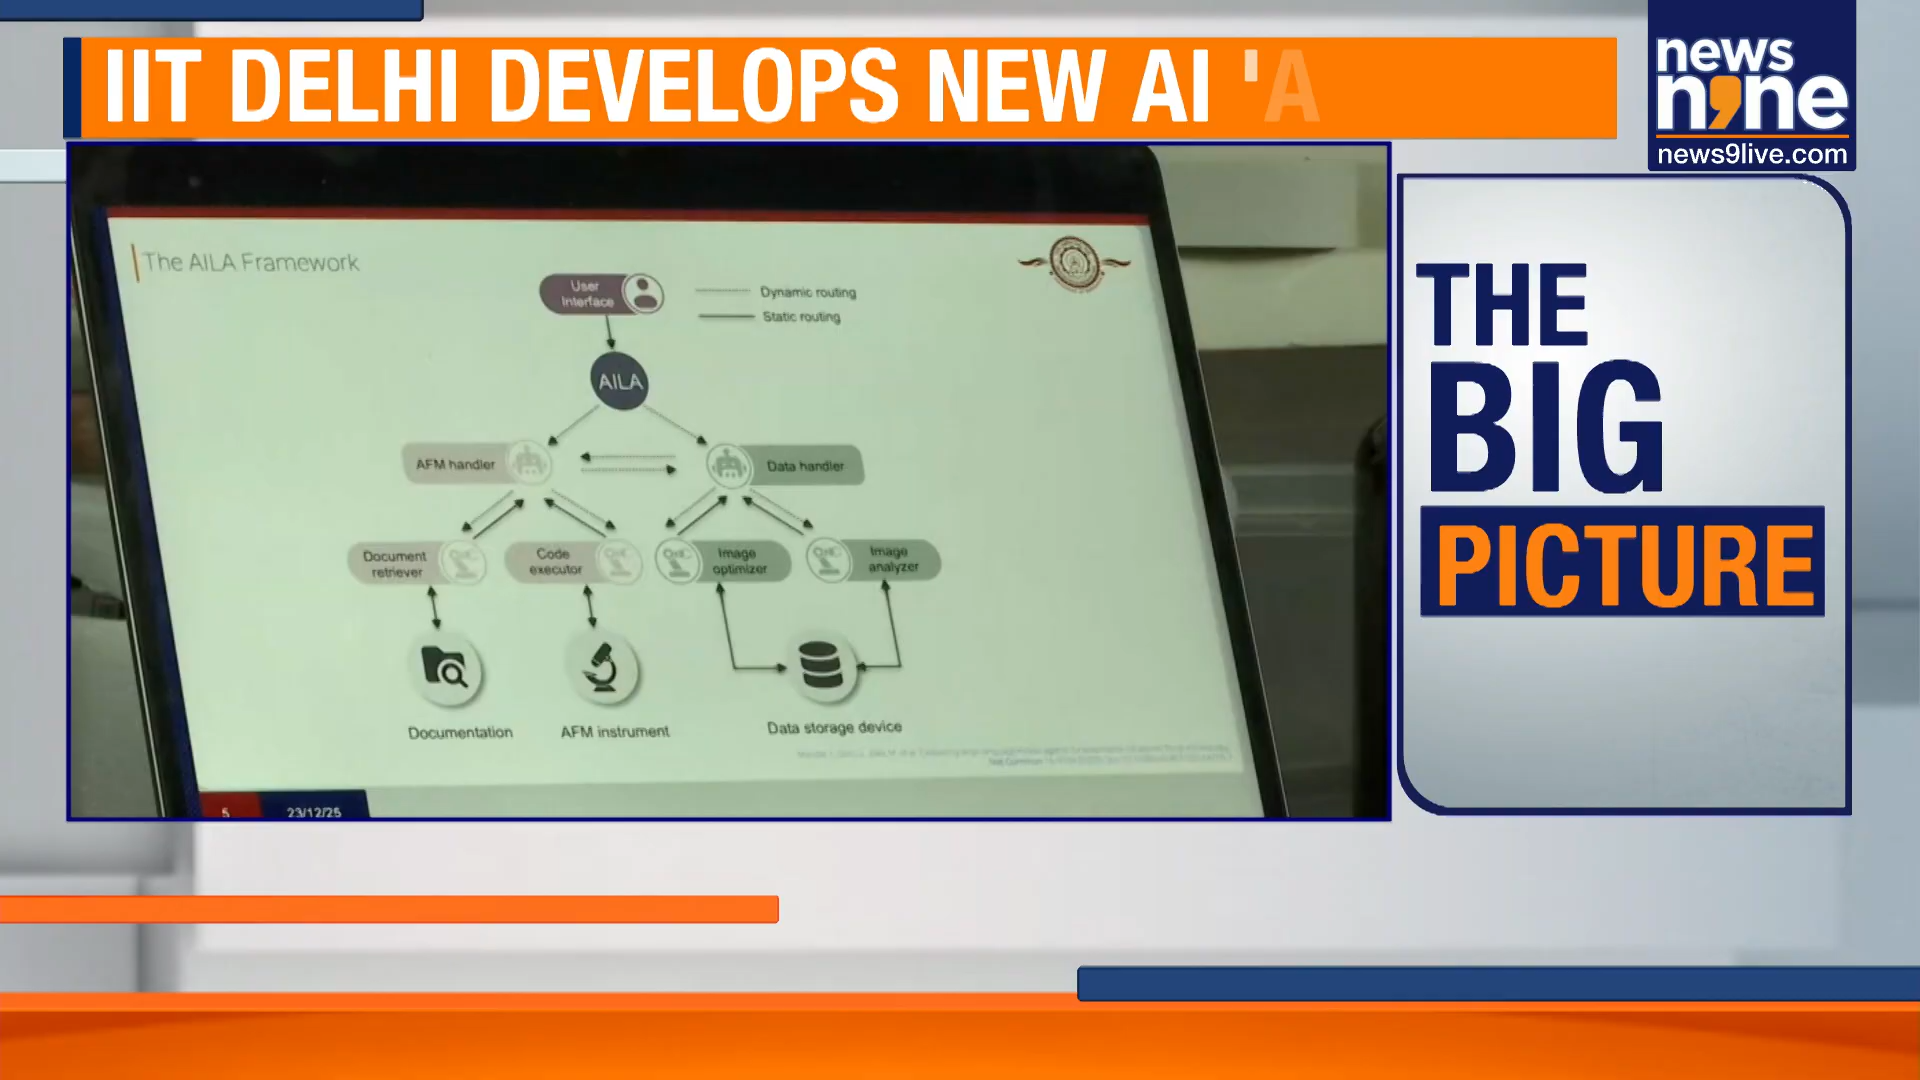 IIT DELHI DEVELOPS NEW AI 'A
news
nine
news9live.com
THE
BIG
PICTURE
The AILA Framework
User
Interface
Dynamic routing
Static routing
AILA
AFM handler
Data handler
Document
retriever
Code
executor
Image
optimizer
Image
analyzer
Documentation
AFM instrument
Data storage device
5
23/12/25